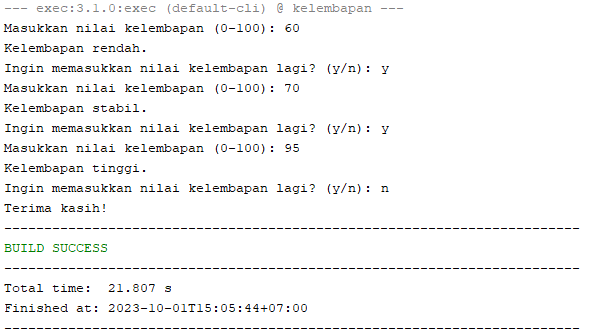 --- exec:3.1.0:exec (default-cli) @ kelembapan ---
Masukkan nilai kelembapan (0-100): 60
Kelembapan rendah.
Ingin memasukkan nilai kelembapan lagi? (y/n): y
Masukkan nilai kelembapan (0-100): 70
Kelembapan stabil.
Ingin memasukkan nilai kelembapan lagi? (y/n): y
Masukkan nilai kelembapan (0-100): 95
Kelembapan tinggi.
Ingin memasukkan nilai kelembapan lagi? (y/n): n
Terima kasih!
------------------------------------------------------------------------
BUILD SUCCESS
------------------------------------------------------------------------
Total time:  21.807 s
Finished at: 2023-10-01T15:05:44+07:00
------------------------------------------------------------------------